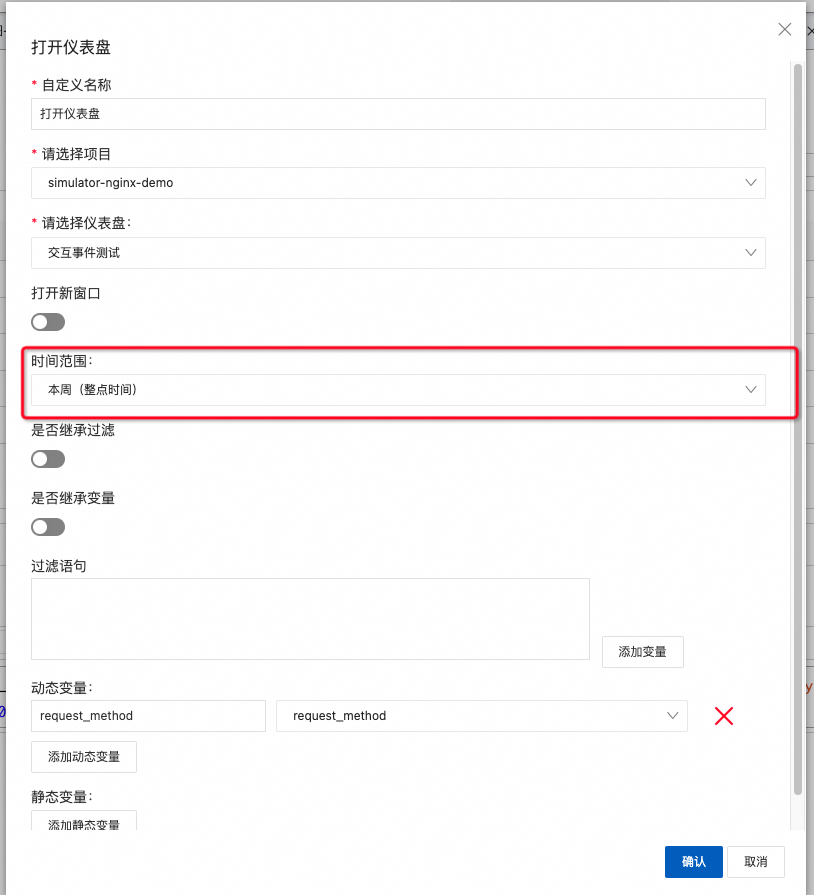 打开仪表盘
* 自定义名称
打开仪表盘
* 请选择项目
simulator-nginx-demo
* 请选择仪表盘:
交互事件测试
打开新窗口
时间范围:
本周（整点时间）
是否继承过滤
是否继承变量
过滤语句
添加变量
动态变量:
request_method request_method
添加动态变量
静态变量:
添加静态变量
确认 取消